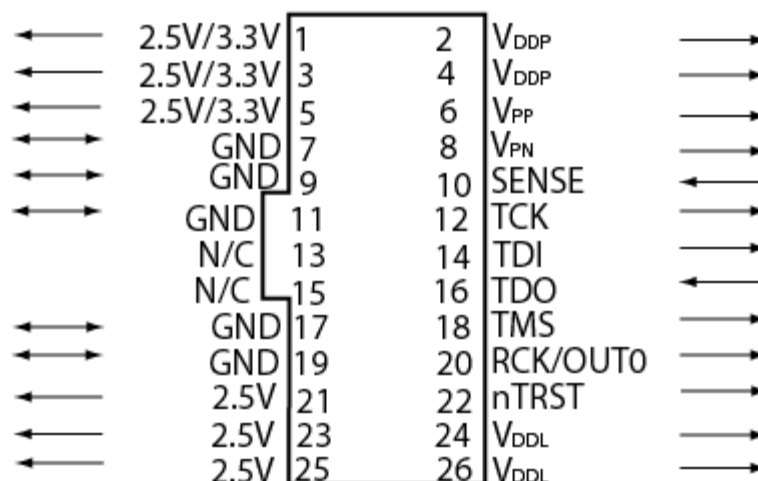 2.5V/3.3V 1 2 VDDP
2.5V/3.3V 3 4 VDDP
2.5V/3.3V 5 6 VPP
GND 7 8 VPN
GND 9 10 SENSE
GND 11 12 TCK
N/C 13 14 TDI
N/C 15 16 TDO
GND 17 18 TMS
GND 19 20 RCK/OUT0
2.5V 21 22 nTRST
2.5V 23 24 VDDL
2.5V 25 26 VDDL